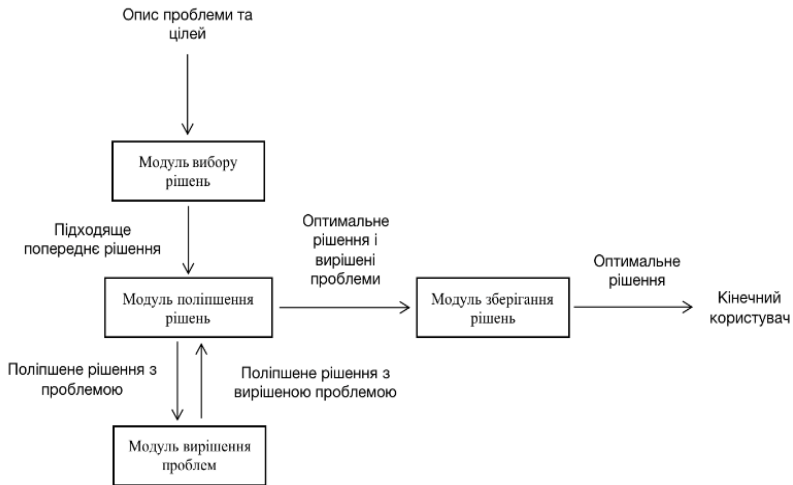 Опис проблеми та
цілей
Модуль вибору
рішень
Підходяще
попереднє рішення
Оптимальне
рішення і
вирішені
проблеми
Оптимальне
рішення
Модуль поліпшення
рішень
Модуль зберігання
рішень
Кінечний
користувач
Поліпшене рішення з
проблемою
Поліпшене рішення з
вирішеною проблемою
Модуль вирішення
проблем